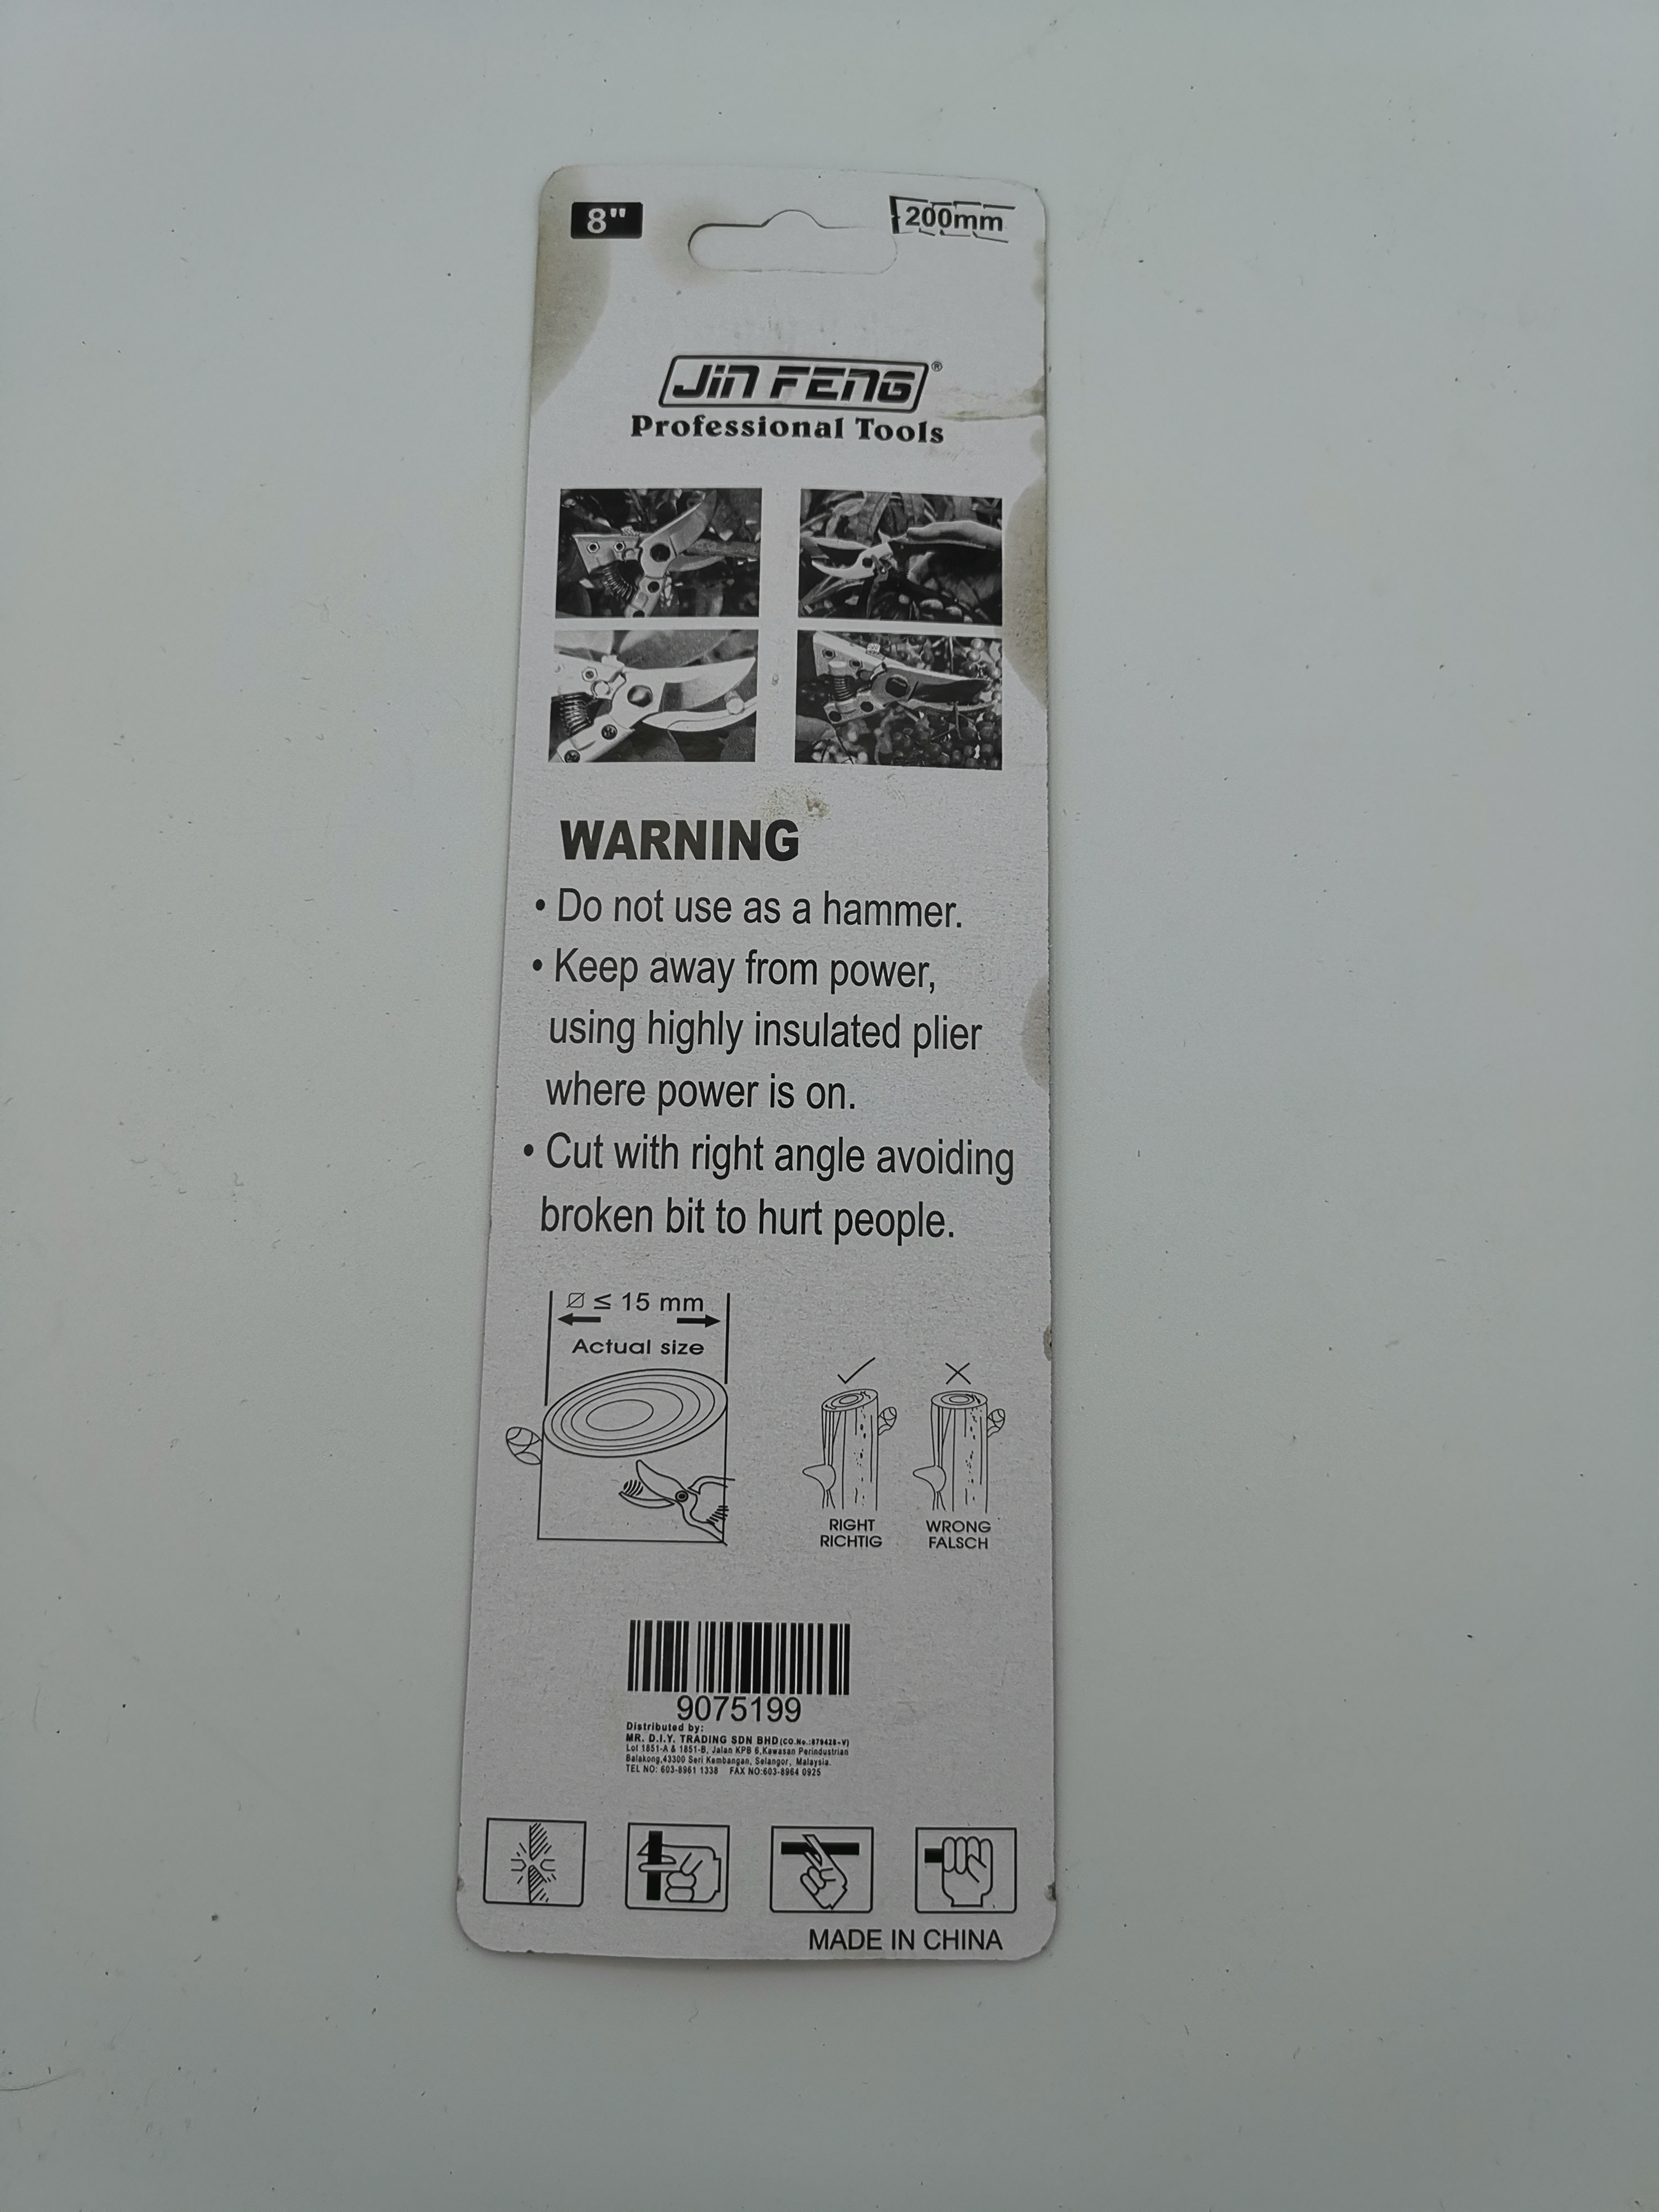 8"
200mm
JIN FENG®
Professional Tools
WARNING
• Do not use as a hammer.
• Keep away from power,
using highly insulated plier
where power is on.
• Cut with right angle avoiding
broken bit to hurt people.
⌀ ≤ 15 mm
Actual size
RIGHT
RICHTIG
WRONG
FALSCH
9075199
Distributed by:
MR. D.I.Y. TRADING SDN BHD (CO.No.:879428-V)
Lot 1851-A & 1851-B, Jalan KPB 6,Kawasan Perindustrian
Balakong,43300 Seri Kembangan, Selangor, Malaysia.
TEL NO: 603-8961 1338 FAX NO:603-8964 0925
MADE IN CHINA